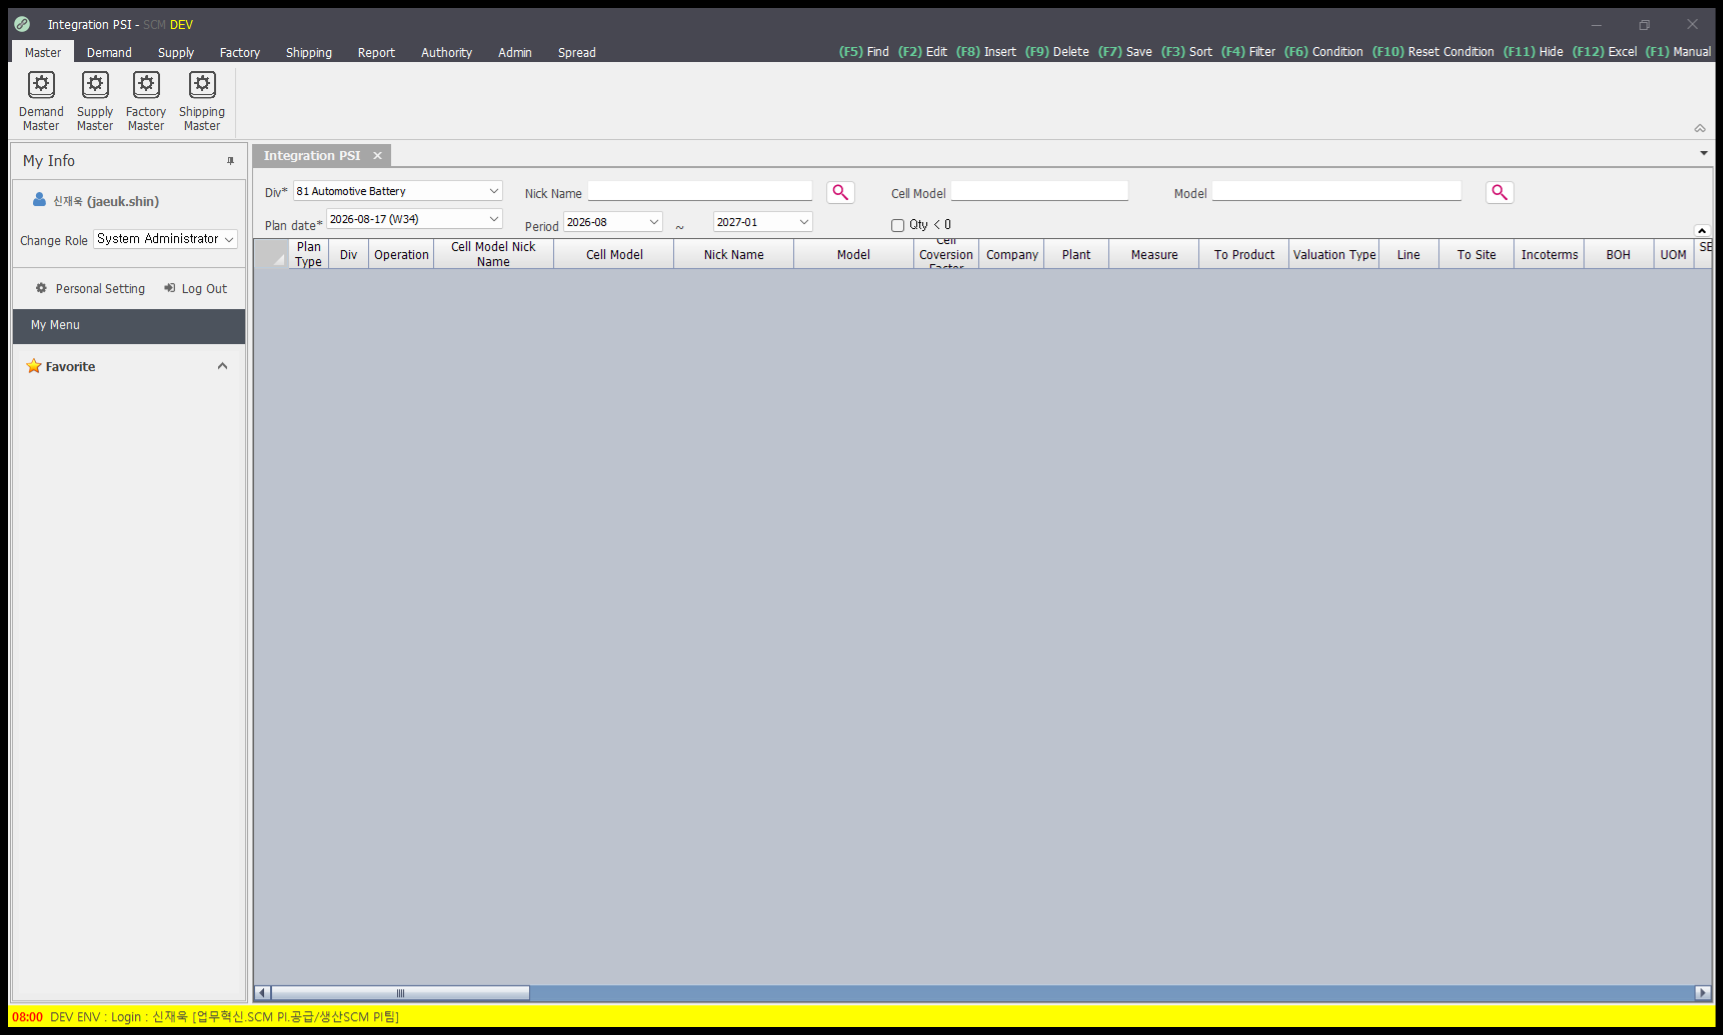 Integration PSI - SCM DEV
Master Demand Supply Factory Shipping Report Authority Admin Spread
(F5) Find (F2) Edit (F8) Insert (F9) Delete (F7) Save (F3) Sort (F4) Filter (F6) Condition (F10) Reset Condition (F11) Hide (F12) Excel (F1) Manual
Demand Master
Supply Master
Factory Master
Shipping Master
My Info
신재욱 (jaeuk.shin)
Change Role System Administrator
Personal Setting Log Out
My Menu
Favorite
Integration PSI
Div* 81 Automotive Battery Nick Name Cell Model Model
Plan date* 2026-08-17 (W34) Period 2026-08 ~ 2027-01 Qty < 0
Plan Type Div Operation Cell Model Nick Name Cell Model Nick Name Model Cell Coversion Factor Company Plant Measure To Product Valuation Type Line To Site Incoterms BOH UOM
08:00 DEV ENV : Login : 신재욱 [업무혁신.SCM PI.공급/생산SCM PI팀]